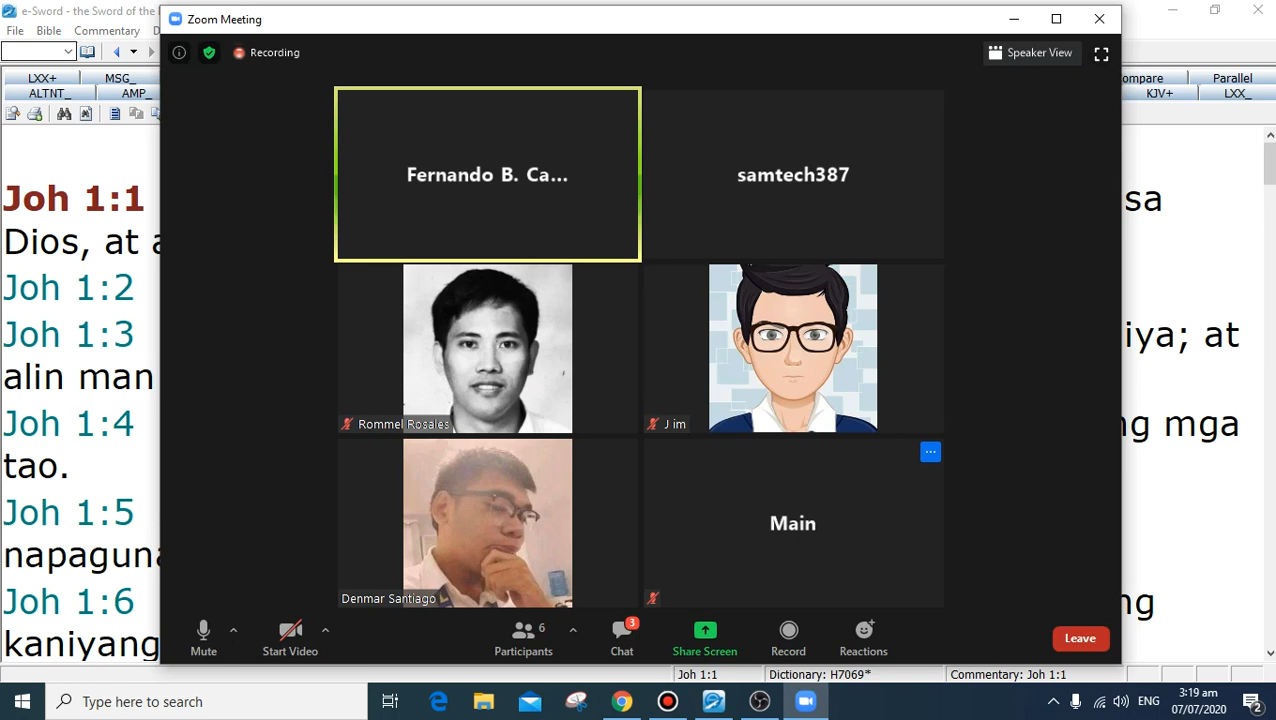 e-Sword - the Sword of the
File Bible Commentary D
Zoom Meeting
Recording
Speaker View
LXX+ MSG_
ompare Parallel
ALTNT_ AMP_
KJV+ LXX_
Fernando B. Ca...
samtech387
Joh 1:1
sa
Dios, at a
Joh 1:2
Joh 1:3
iya; at
alin man
Joh 1:4
ng mga
tao.
Joh 1:5
napaguna
Joh 1:6
ng
kaniyang
Rommel Rosales
J im
Denmar Santiago
Main
Mute
Start Video
6
Participants
3
Chat
Share Screen
Record
Reactions
Leave
Joh 1:1
Dictionary: H7069*
Commentary: Joh 1:1
Type here to search
ENG
3:19 am
07/07/2020
2